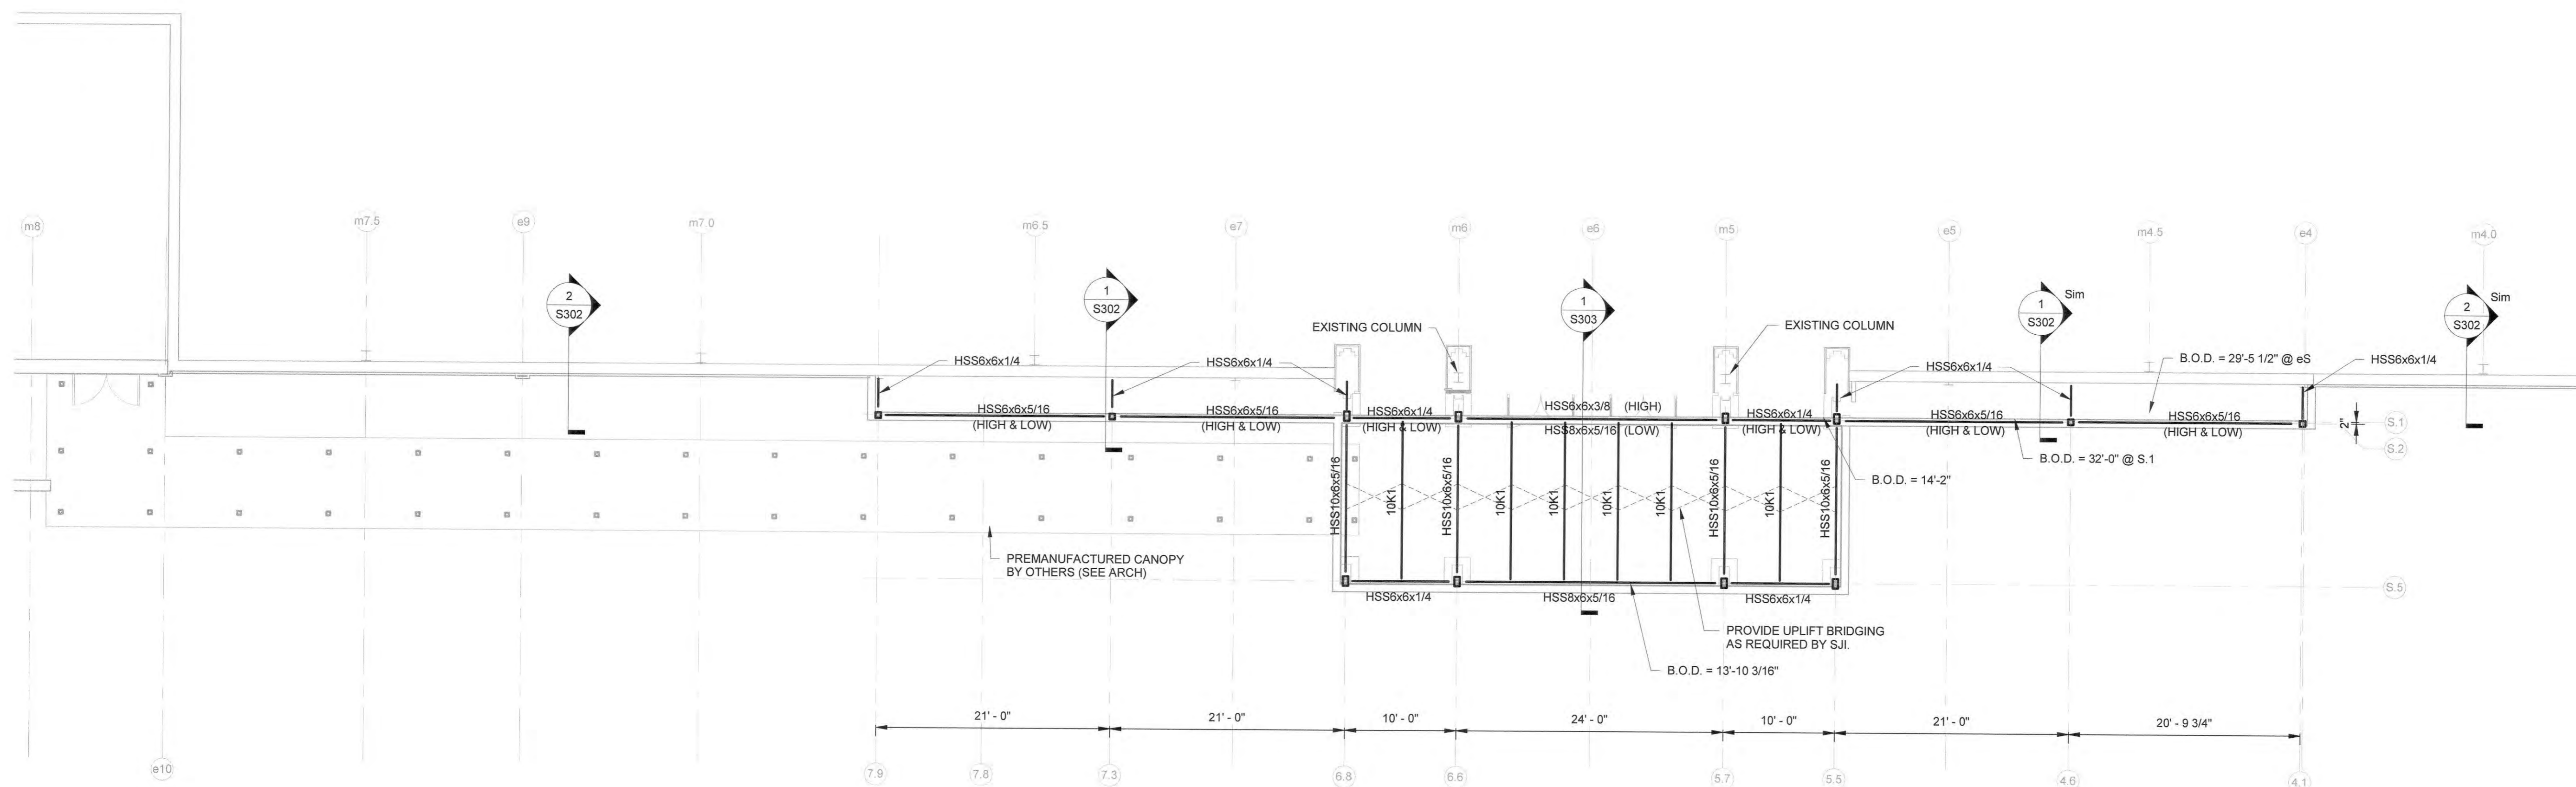 m8
m7.5
e9
m7.0
m6.5
e7
m6
e6
m5
e5
m4.5
e4
m4.0
2
S302
1
S302
1
S303
1
S302
Sim
2
S302
Sim
EXISTING COLUMN
EXISTING COLUMN
HSS6x6x1/4
HSS6x6x1/4
HSS6x6x1/4
B.O.D. = 29'-5 1/2" @ eS
HSS6x6x1/4
HSS6x6x5/16
(HIGH & LOW)
HSS6x6x5/16
(HIGH & LOW)
HSS6x6x1/4
(HIGH & LOW)
HSS6x6x3/8 (HIGH)
HSS8x6x5/16 (LOW)
HSS6x6x1/4
(HIGH & LOW)
HSS6x6x5/16
(HIGH & LOW)
HSS6x6x5/16
(HIGH & LOW)
2"
S.1
S.2
B.O.D. = 32'-0" @ S.1
B.O.D. = 14'-2"
HSS10x6x5/16
10K1
HSS10x6x5/16
10K1
10K1
10K1
10K1
HSS10x6x5/16
10K1
HSS10x6x5/16
PREMANUFACTURED CANOPY
BY OTHERS (SEE ARCH)
HSS6x6x1/4
HSS8x6x5/16
HSS6x6x1/4
S.5
PROVIDE UPLIFT BRIDGING
AS REQUIRED BY SJI.
B.O.D. = 13'-10 3/16"
21' - 0"
21' - 0"
10' - 0"
24' - 0"
10' - 0"
21' - 0"
20' - 9 3/4"
e10
7.9
7.8
7.3
6.8
6.6
5.7
5.5
4.6
4.1